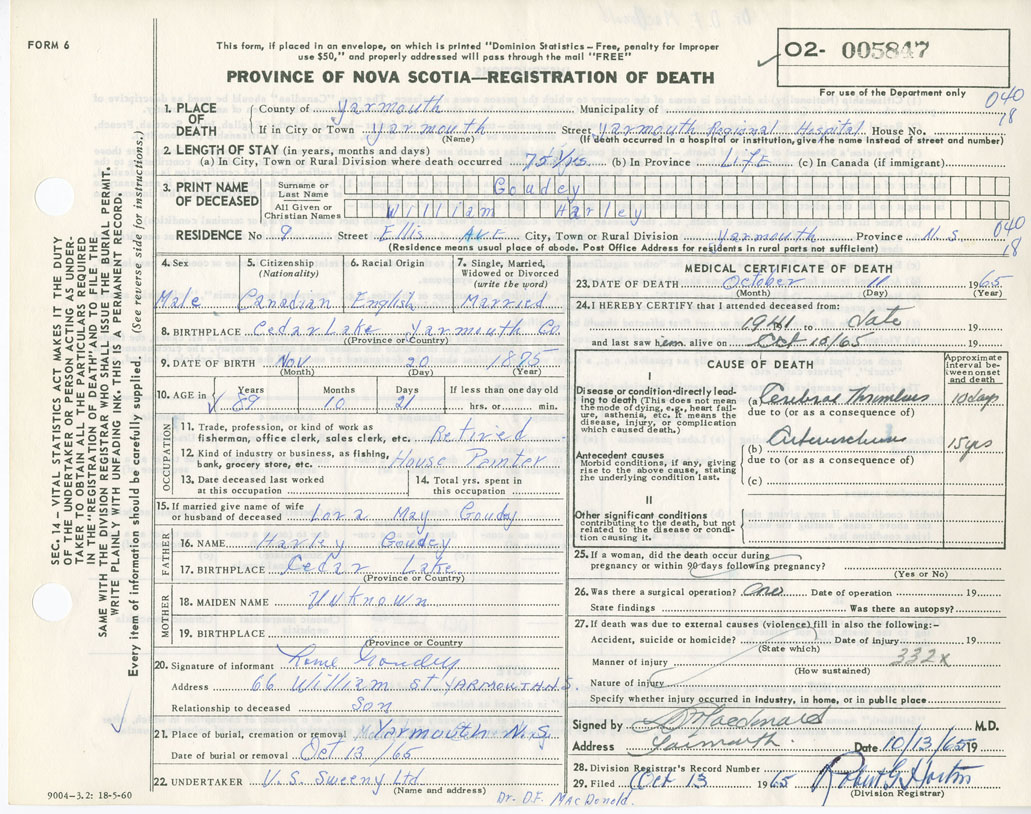 FORM 6
This form, if placed in an envelope, on which is printed "Dominion Statistics—Free, penalty for improper
use $50," and properly addressed will pass through the mail "FREE"
PROVINCE OF NOVA SCOTIA—REGISTRATION OF DEATH
02- 005847
For use of the Department only
040
18
1. PLACE OF DEATH
County of Yarmouth Municipality of
If in City or Town Yarmouth Street Yarmouth Regional Hospital House No.
(Name) (If death occurred in a hospital or institution, give the name instead of street and number)
2. LENGTH OF STAY (in years, months and days)
(a) In City, Town or Rural Division where death occurred 75 Yrs (b) In Province LIFE (c) In Canada (if immigrant)
3. PRINT NAME OF DECEASED
Surname or Last Name Goudey
All Given or Christian Names William Harley
RESIDENCE No 9 Street Ellis Ave City, Town or Rural Division Yarmouth Province N.S. 040
(Residence means usual place of abode. Post Office Address for residents in rural parts not sufficient) 18
4. Sex Male
5. Citizenship (Nationality) Canadian
6. Racial Origin English
7. Single, Married, Widowed or Divorced (write the word) Married
8. BIRTHPLACE Cedar Lake Yarmouth Co
(Province or Country)
9. DATE OF BIRTH Nov 20 1875
(Month) (Day) (Year)
10. AGE in Years 89 Months 10 Days 21 If less than one day old hrs. or min.
OCCUPATION
11. Trade, profession or kind of work as fisherman, office clerk, sales clerk, etc. Retired
12. Kind of industry or business, as fishing, bank, grocery store, etc. House Painter
13. Date deceased last worked at this occupation
14. Total yrs. spent in this occupation
15. If married give name of wife or husband of deceased Lora May Goudy
FATHER
16. NAME Harley Goudey
17. BIRTHPLACE Cedar Lake
(Province or Country)
MOTHER
18. MAIDEN NAME Unknown
19. BIRTHPLACE
(Province or Country)
20. Signature of informant Goudey
Address 66 William St YARMOUTH N.S.
Relationship to deceased Son
21. Place of burial, cremation or removal Yarmouth N.S
Date of burial or removal Oct 13/65
22. UNDERTAKER V.S. Sweeny Ltd
(Name and address)
9004-3.2: 18-5-60
Dr. D.F. MacDonald.
MEDICAL CERTIFICATE OF DEATH
23. DATE OF DEATH October 11 1965
(Month) (Day) (Year)
24. I HEREBY CERTIFY that I attended deceased from:
1941 to date 19
and last saw him alive on Oct 10/65 19
CAUSE OF DEATH
Approximate interval between onset and death
I
Disease or condition directly leading to death (This does not mean the mode of dying, e.g., heart failure, asthenia, etc. It means the disease, injury, or complication which caused death.)
(a) Cerebral Thrombosis 10 days
due to (or as a consequence of)
Antecedent causes
Morbid conditions, if any, giving rise to the above cause, stating the underlying condition last.
(b) 15 yrs
due to (or as a consequence of)
(c)
II
Other significant conditions
contributing to the death, but not related to the disease or condition causing it.
25. If a woman, did the death occur during pregnancy or within 90 days following pregnancy?
(Yes or No)
26. Was there a surgical operation? Date of operation 19
State findings Was there an autopsy?
27. If death was due to external causes (violence) fill in also the following:-
Accident, suicide or homicide? Date of injury 19
(State which)
332x
Manner of injury
(How sustained)
Nature of injury
Specify whether injury occurred in industry, in home, or in public place
Signed by D F Macdonald M.D.
Address Yarmouth. Date 10/13/65 19
28. Division Registrar's Record Number
29. Filed Oct 13 1965 Robert G. Horton
(Division Registrar)
SEC. 14 — VITAL STATISTICS ACT MAKES IT THE DUTY
OF THE UNDERTAKER OR PERSON ACTING AS UNDER-
TAKER TO OBTAIN ALL THE PARTICULARS REQUIRED
IN THE "REGISTRATION OF DEATH" AND TO FILE THE
SAME WITH THE DIVISION REGISTRAR WHO SHALL ISSUE THE BURIAL PERMIT.
WRITE PLAINLY WITH UNFADING INK. THIS IS A PERMANENT RECORD.
Every item of information should be carefully supplied. (See reverse side for instructions.)